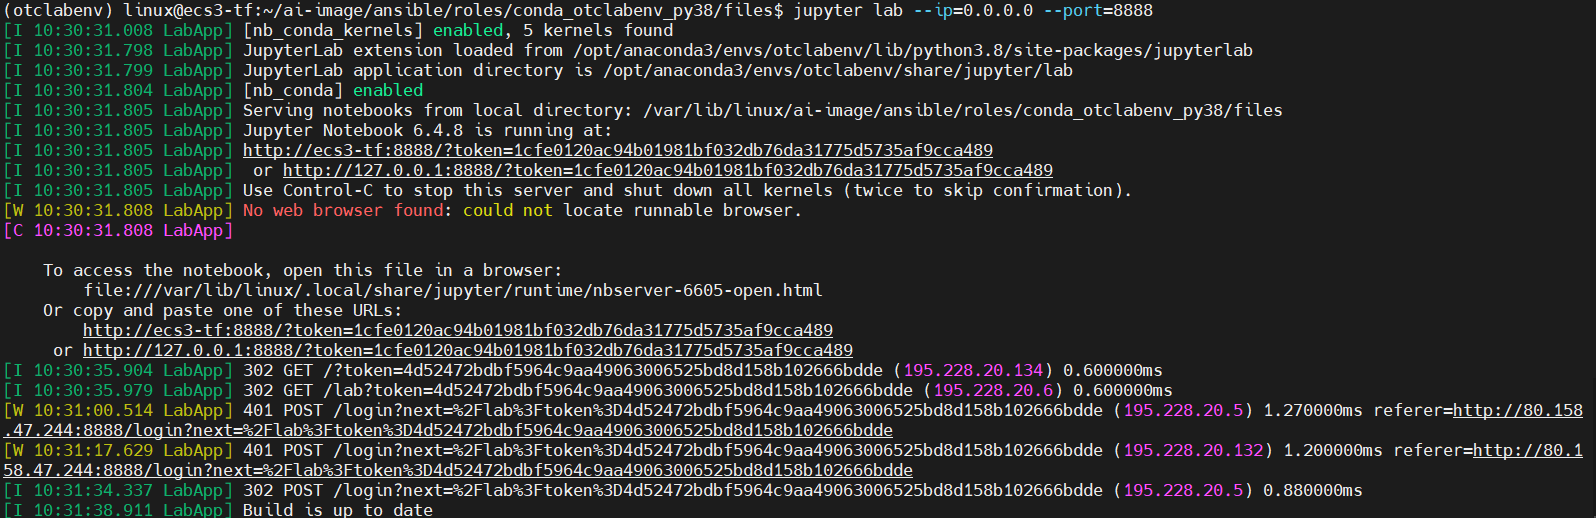 (otclabenv) linux@ecs3-tf:~/ai-image/ansible/roles/conda_otclabenv_py38/files$ jupyter lab --ip=0.0.0.0 --port=8888
[I 10:30:31.008 LabApp] [nb_conda_kernels] enabled, 5 kernels found
[I 10:30:31.798 LabApp] JupyterLab extension loaded from /opt/anaconda3/envs/otclabenv/lib/python3.8/site-packages/jupyterlab
[I 10:30:31.799 LabApp] JupyterLab application directory is /opt/anaconda3/envs/otclabenv/share/jupyter/lab
[I 10:30:31.804 LabApp] [nb_conda] enabled
[I 10:30:31.805 LabApp] Serving notebooks from local directory: /var/lib/linux/ai-image/ansible/roles/conda_otclabenv_py38/files
[I 10:30:31.805 LabApp] Jupyter Notebook 6.4.8 is running at:
[I 10:30:31.805 LabApp] http://ecs3-tf:8888/?token=1cfe0120ac94b01981bf032db76da31775d5735af9cca489
[I 10:30:31.805 LabApp]  or http://127.0.0.1:8888/?token=1cfe0120ac94b01981bf032db76da31775d5735af9cca489
[I 10:30:31.805 LabApp] Use Control-C to stop this server and shut down all kernels (twice to skip confirmation).
[W 10:30:31.808 LabApp] No web browser found: could not locate runnable browser.
[C 10:30:31.808 LabApp]
To access the notebook, open this file in a browser:
file:///var/lib/linux/.local/share/jupyter/runtime/nbserver-6605-open.html
Or copy and paste one of these URLs:
http://ecs3-tf:8888/?token=1cfe0120ac94b01981bf032db76da31775d5735af9cca489
or http://127.0.0.1:8888/?token=1cfe0120ac94b01981bf032db76da31775d5735af9cca489
[I 10:30:35.904 LabApp] 302 GET /?token=4d52472bdbf5964c9aa49063006525bd8d158b102666bdde (195.228.20.134) 0.600000ms
[I 10:30:35.979 LabApp] 302 GET /lab?token=4d52472bdbf5964c9aa49063006525bd8d158b102666bdde (195.228.20.6) 0.600000ms
[W 10:31:00.514 LabApp] 401 POST /login?next=%2Flab%3Ftoken%3D4d52472bdbf5964c9aa49063006525bd8d158b102666bdde (195.228.20.5) 1.270000ms referer=http://80.158
.47.244:8888/login?next=%2Flab%3Ftoken%3D4d52472bdbf5964c9aa49063006525bd8d158b102666bdde
[W 10:31:17.629 LabApp] 401 POST /login?next=%2Flab%3Ftoken%3D4d52472bdbf5964c9aa49063006525bd8d158b102666bdde (195.228.20.132) 1.200000ms referer=http://80.1
58.47.244:8888/login?next=%2Flab%3Ftoken%3D4d52472bdbf5964c9aa49063006525bd8d158b102666bdde
[I 10:31:34.337 LabApp] 302 POST /login?next=%2Flab%3Ftoken%3D4d52472bdbf5964c9aa49063006525bd8d158b102666bdde (195.228.20.5) 0.880000ms
[I 10:31:38.911 LabApp] Build is up to date